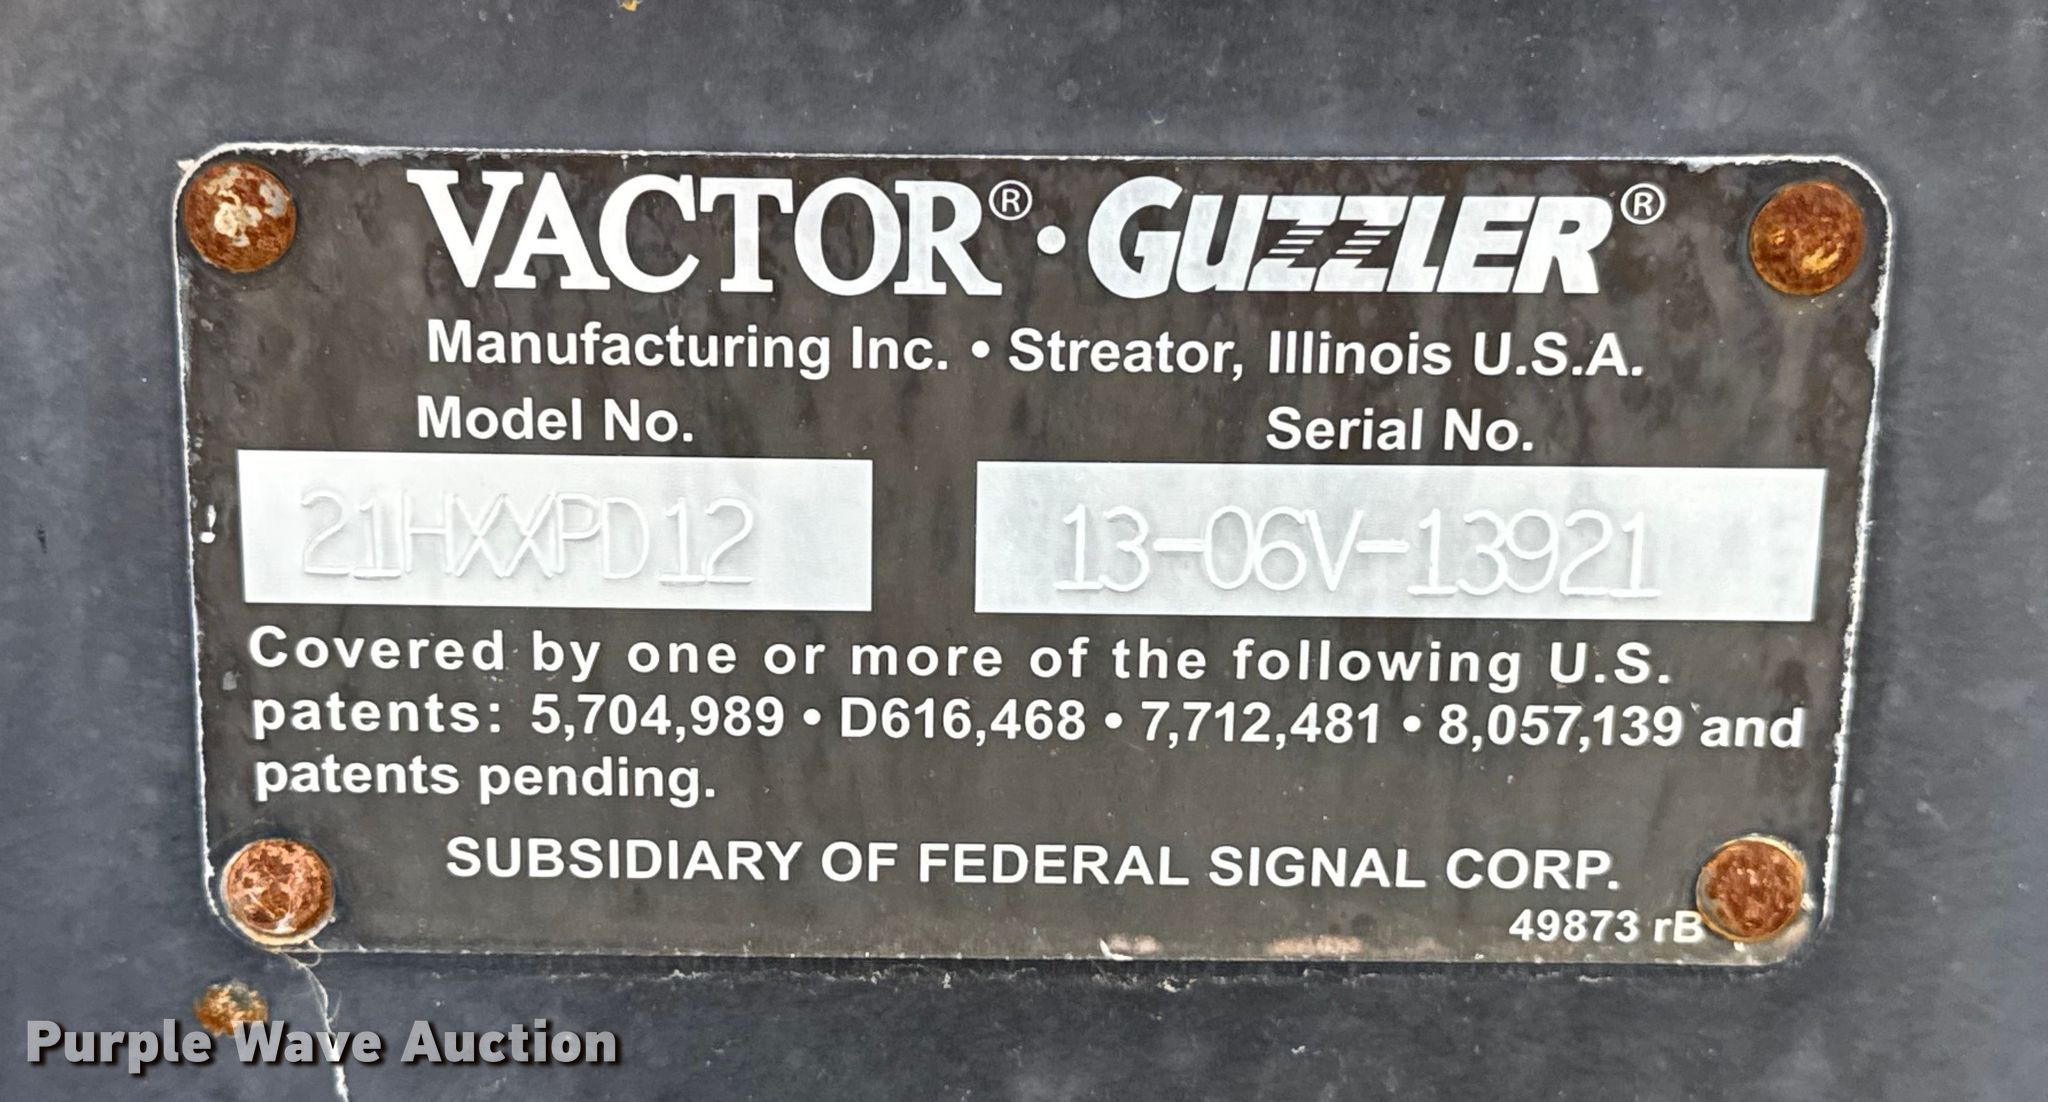 VACTOR® • GUZZLER®
Manufacturing Inc. • Streator, Illinois U.S.A.
Model No. Serial No.
21HXXPD12 13-06V-13921
Covered by one or more of the following U.S.
patents: 5,704,989 • D616,468 • 7,712,481 • 8,057,139 and
patents pending.
SUBSIDIARY OF FEDERAL SIGNAL CORP.
49873 rB
Purple Wave Auction